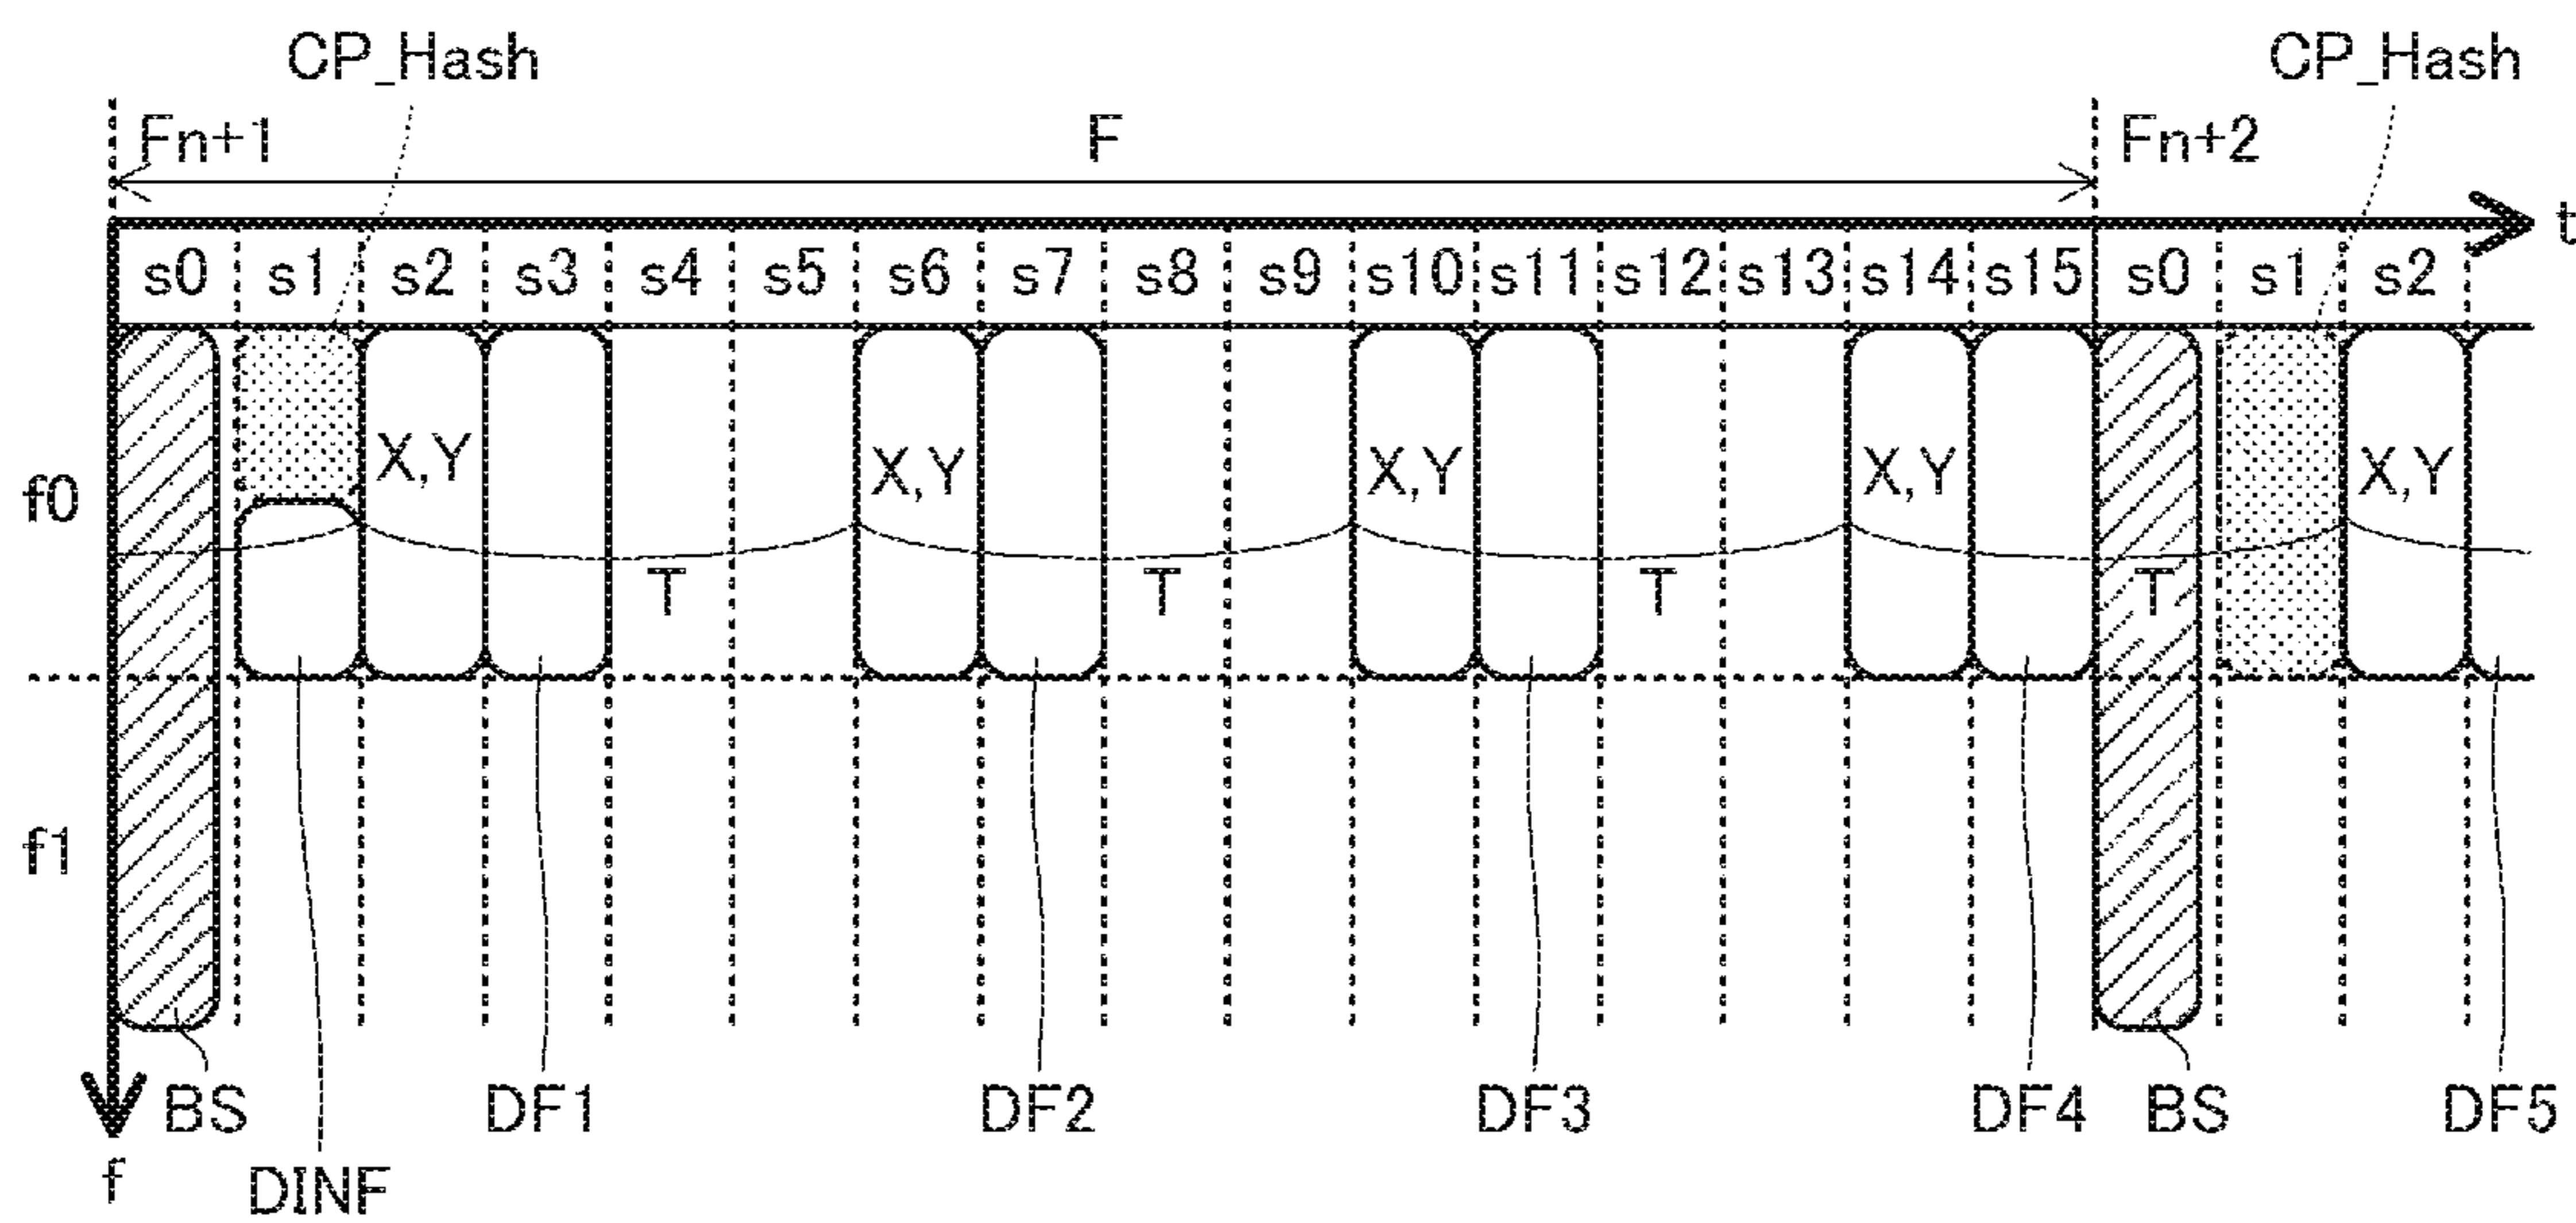 CP_Hash CP_Hash
Fn+1 F Fn+2
t
s0 s1 s2 s3 s4 s5 s6 s7 s8 s9 s10 s11 s12 s13 s14 s15 s0 s1 s2
X,Y X,Y X,Y X,Y X,Y
f0
T T T T
f1
BS DF1 DF2 DF3 DF4 BS DF5
f DINF